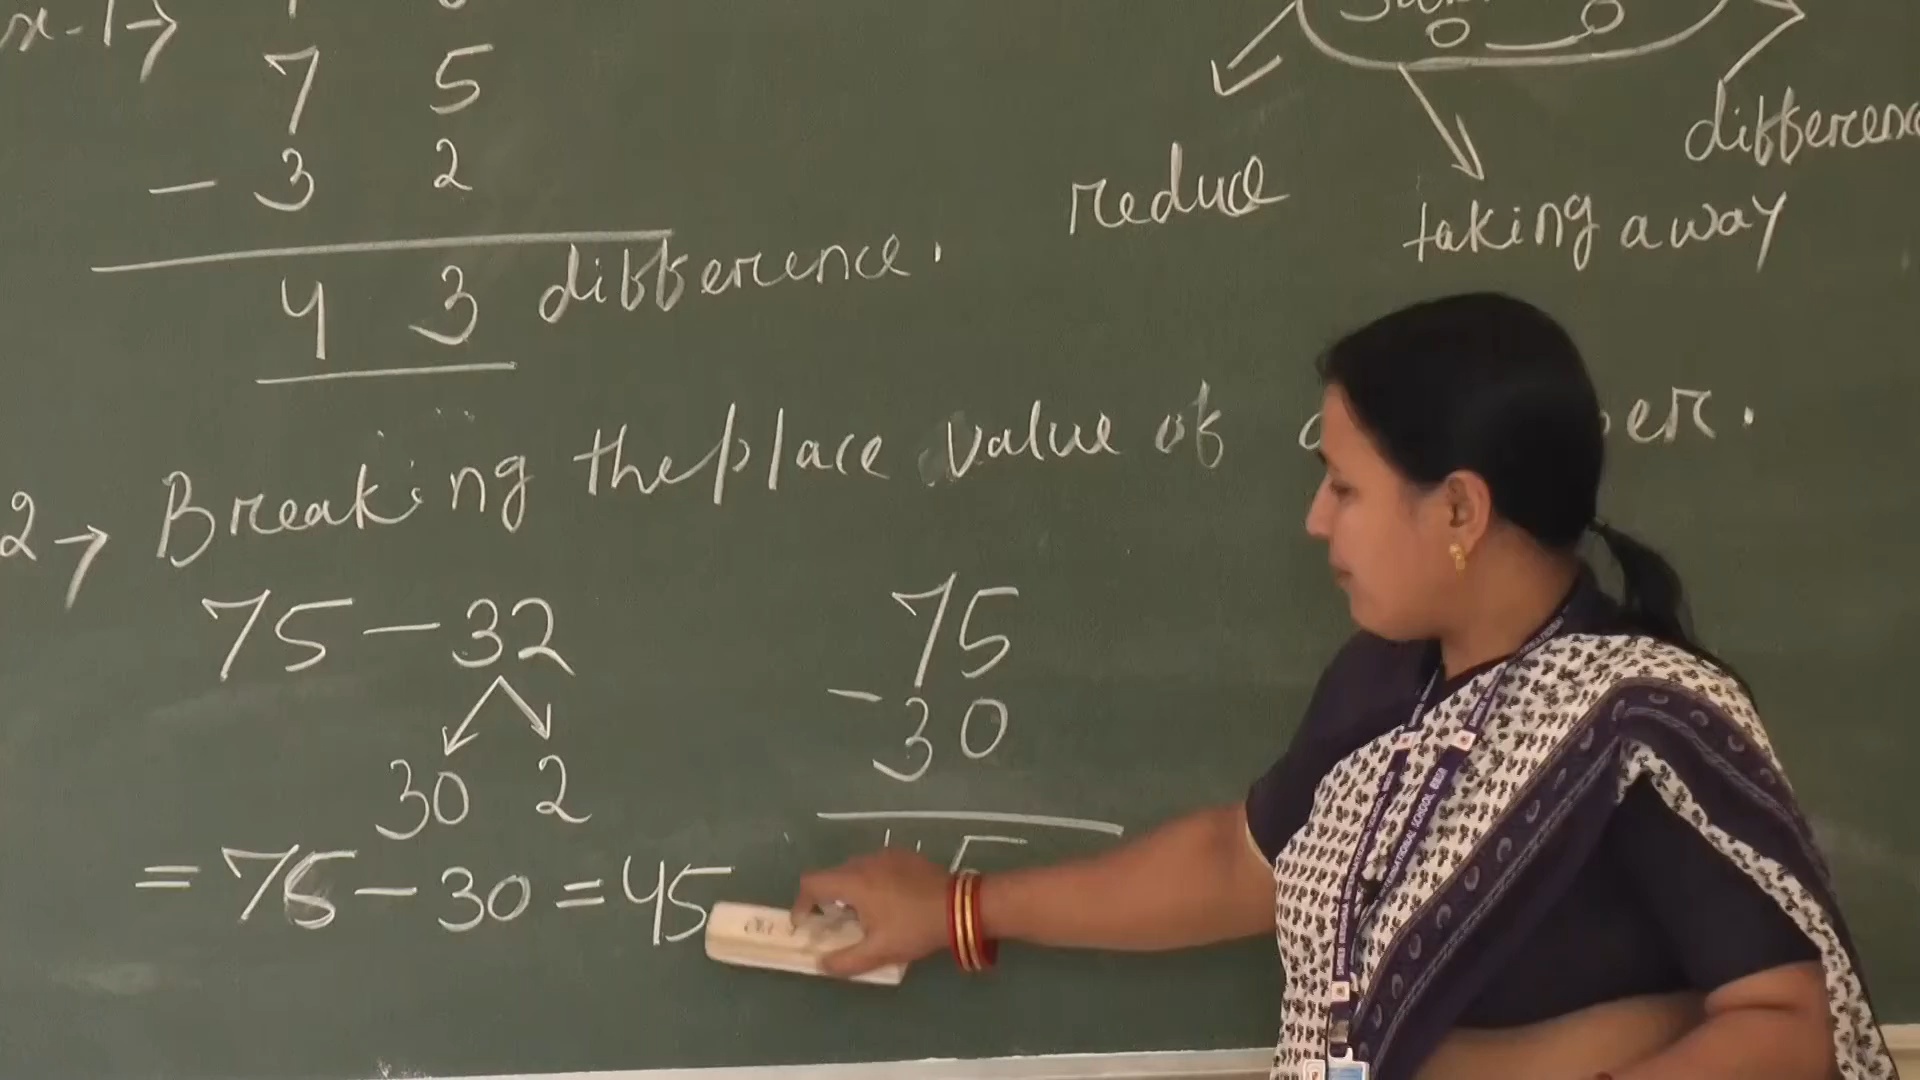 x-1→
7 5
- 3 2
4 3 difference.
reduce
taking away
difference
2→ Breaking the place value of
75 - 32
30 2
= 75 - 30 = 45
75
- 30